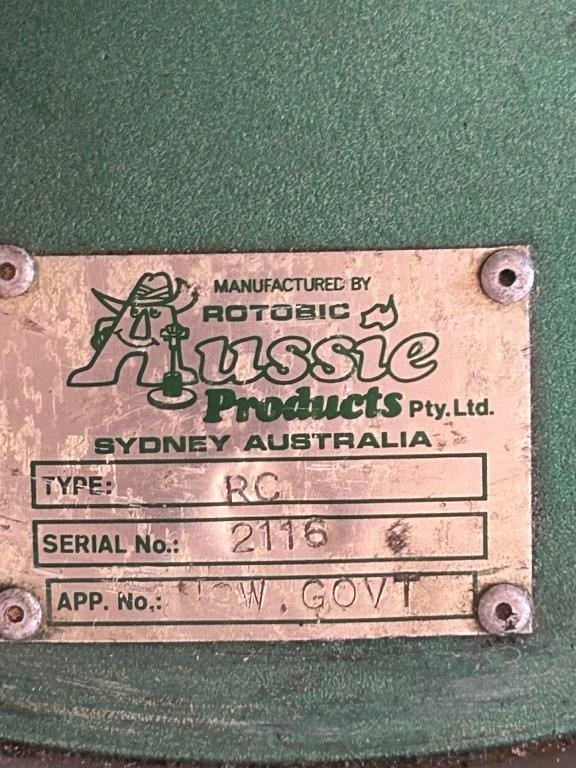 MANUFACTURED BY
ROTOBIC
Aussie
Products Pty. Ltd.
SYDNEY AUSTRALIA
TYPE: RC
SERIAL No.: 2116
APP. No.: GOVT